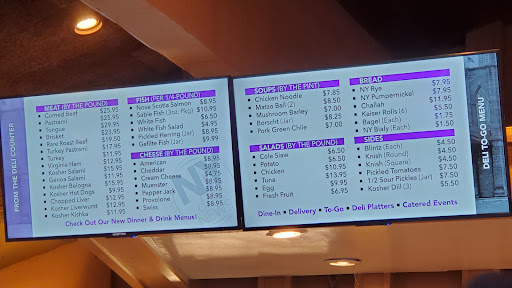 FROM THE DELI COUNTER
MEAT (BY THE POUND)
Corned Beef $25.95
Pastrami $25.95
Tongue $29.95
Brisket $19.50
Rare Roast Beef
Turkey Pastrami $17.95
Turkey $11.95
Virginia Ham $12.95
Kosher Salami $15.95
Genoa Salami $11.95
Kosher Bologna $15.95
Kosher Hot Dogs $9.95
Chopped Liver $12.95
Kosher Liverwurst $12.95
Kosher Kishka $11.95
FISH (PER 1/4-POUND)
Nova Scotia Salmon $8.95
Sable Fish (3oz. Pkg) $10.95
White Fish $6.50
White Fish Salad $4.95
Pickled Herring (Jar) $8.95
Gefilte Fish (Jar) $9.99
CHEESE (BY THE POUND)
American $8.95
Cheddar $8.95
Cream Cheese $4.75
Muenster $8.95
Pepper Jack $8.95
Provolone $8.95
Swiss $8.95
Check Out Our New Dinner & Drink Menus!
SOUPS (BY THE PINT)
Chicken Noodle $7.85
Matzo Ball (2) $8.50
Mushroom Barley $7.00
Borscht (Jar) $8.25
Pork Green Chile $7.00
SALADS (BY THE POUND)
Cole Slaw $6.50
Potato $6.50
Chicken $10.95
Tuna $13.95
Egg $9.95
Fresh Fruit $6.95
BREAD
NY Rye $7.95
NY Pumpernickel $7.95
Challah $11.95
Kaiser Rolls (6) $5.50
Bagel (Each) $1.75
NY Bialy (Each) $1.50
SIDES
Blintz (Each) $4.50
Knish (Round) $4.50
Knish (Square) $4.50
Pickled Tomatoes $7.50
1/2 Sour Pickles (Jar) $7.50
Kosher Dill (3) $5.50
Dine-In • Delivery • To-Go • Deli Platters • Catered Events
DELI TO-GO MENU